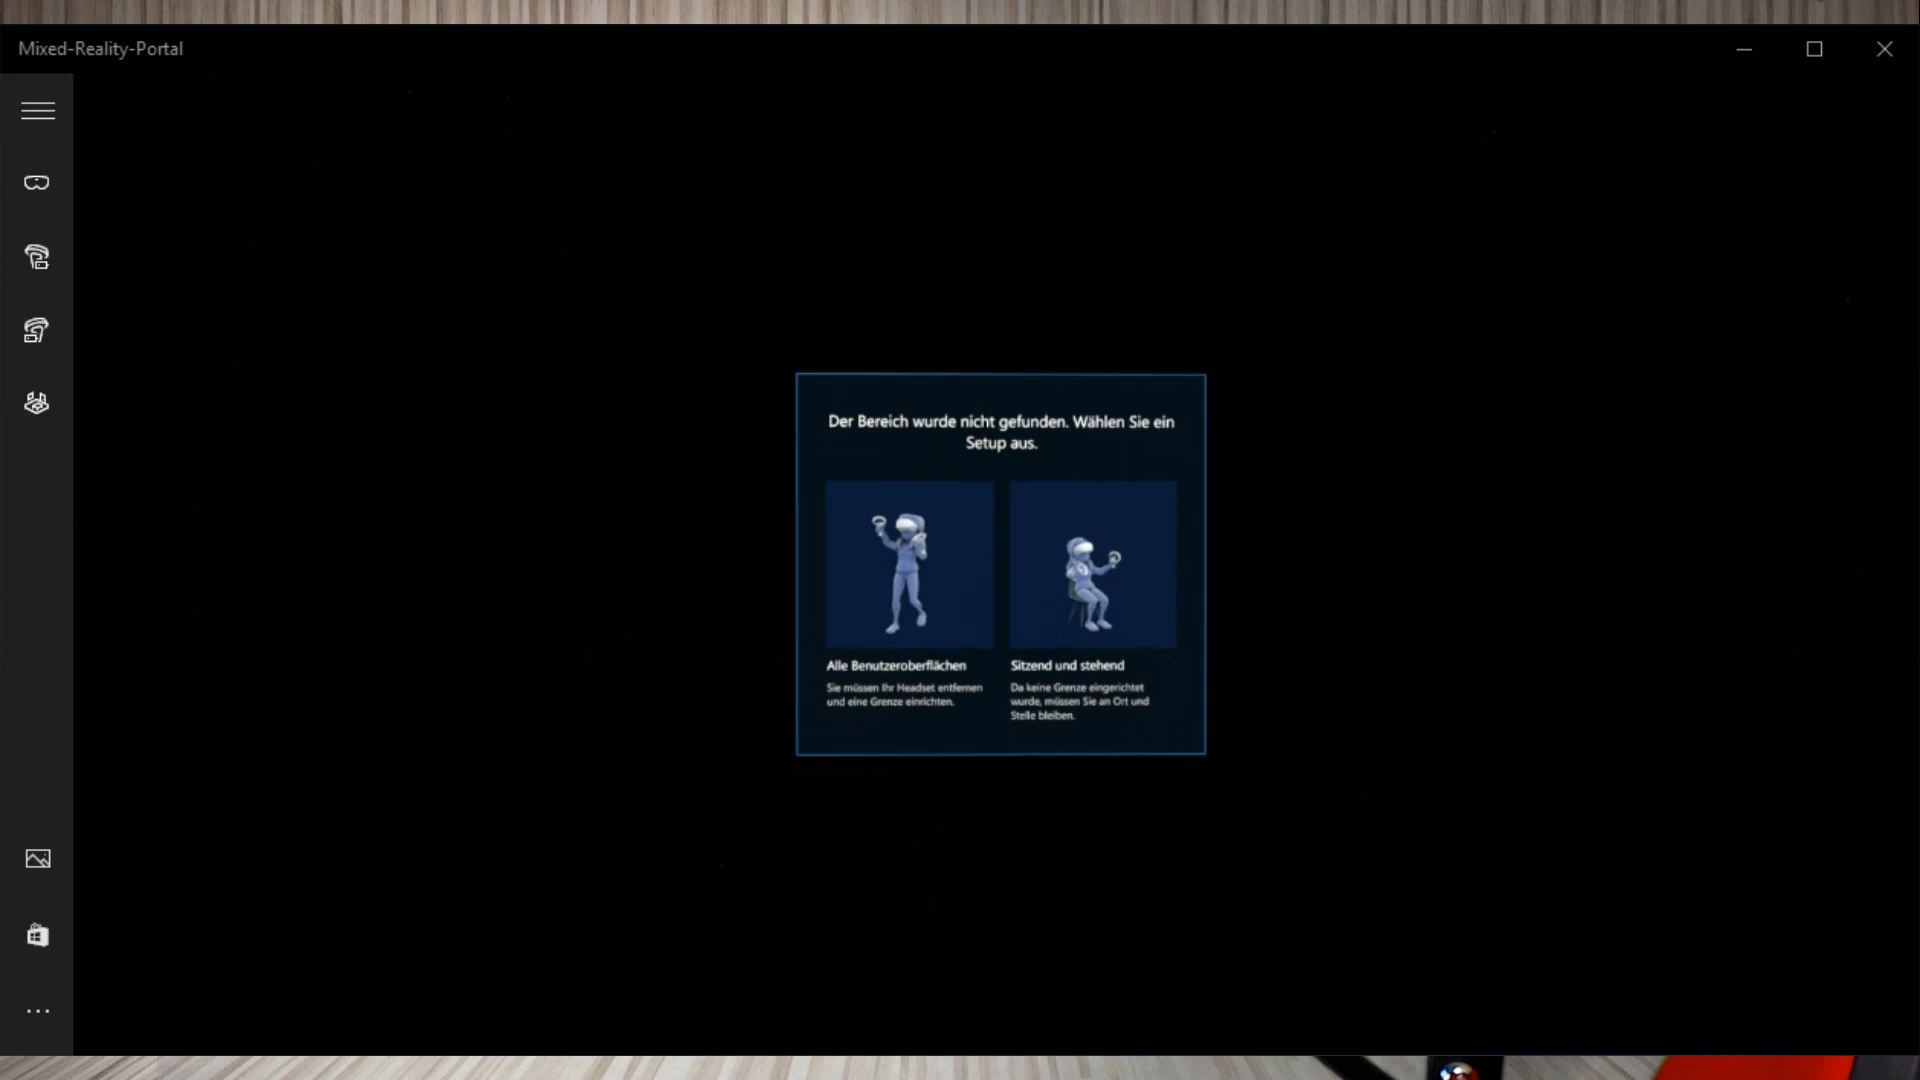 Mixed-Reality-Portal
Der Bereich wurde nicht gefunden. Wählen Sie ein
Setup aus.
Alle Benutzeroberflächen
Sie müssen Ihr Headset entfernen
und eine Grenze einrichten.
Sitzend und stehend
Da keine Grenze eingerichtet
wurde, müssen Sie an Ort und
Stelle bleiben.